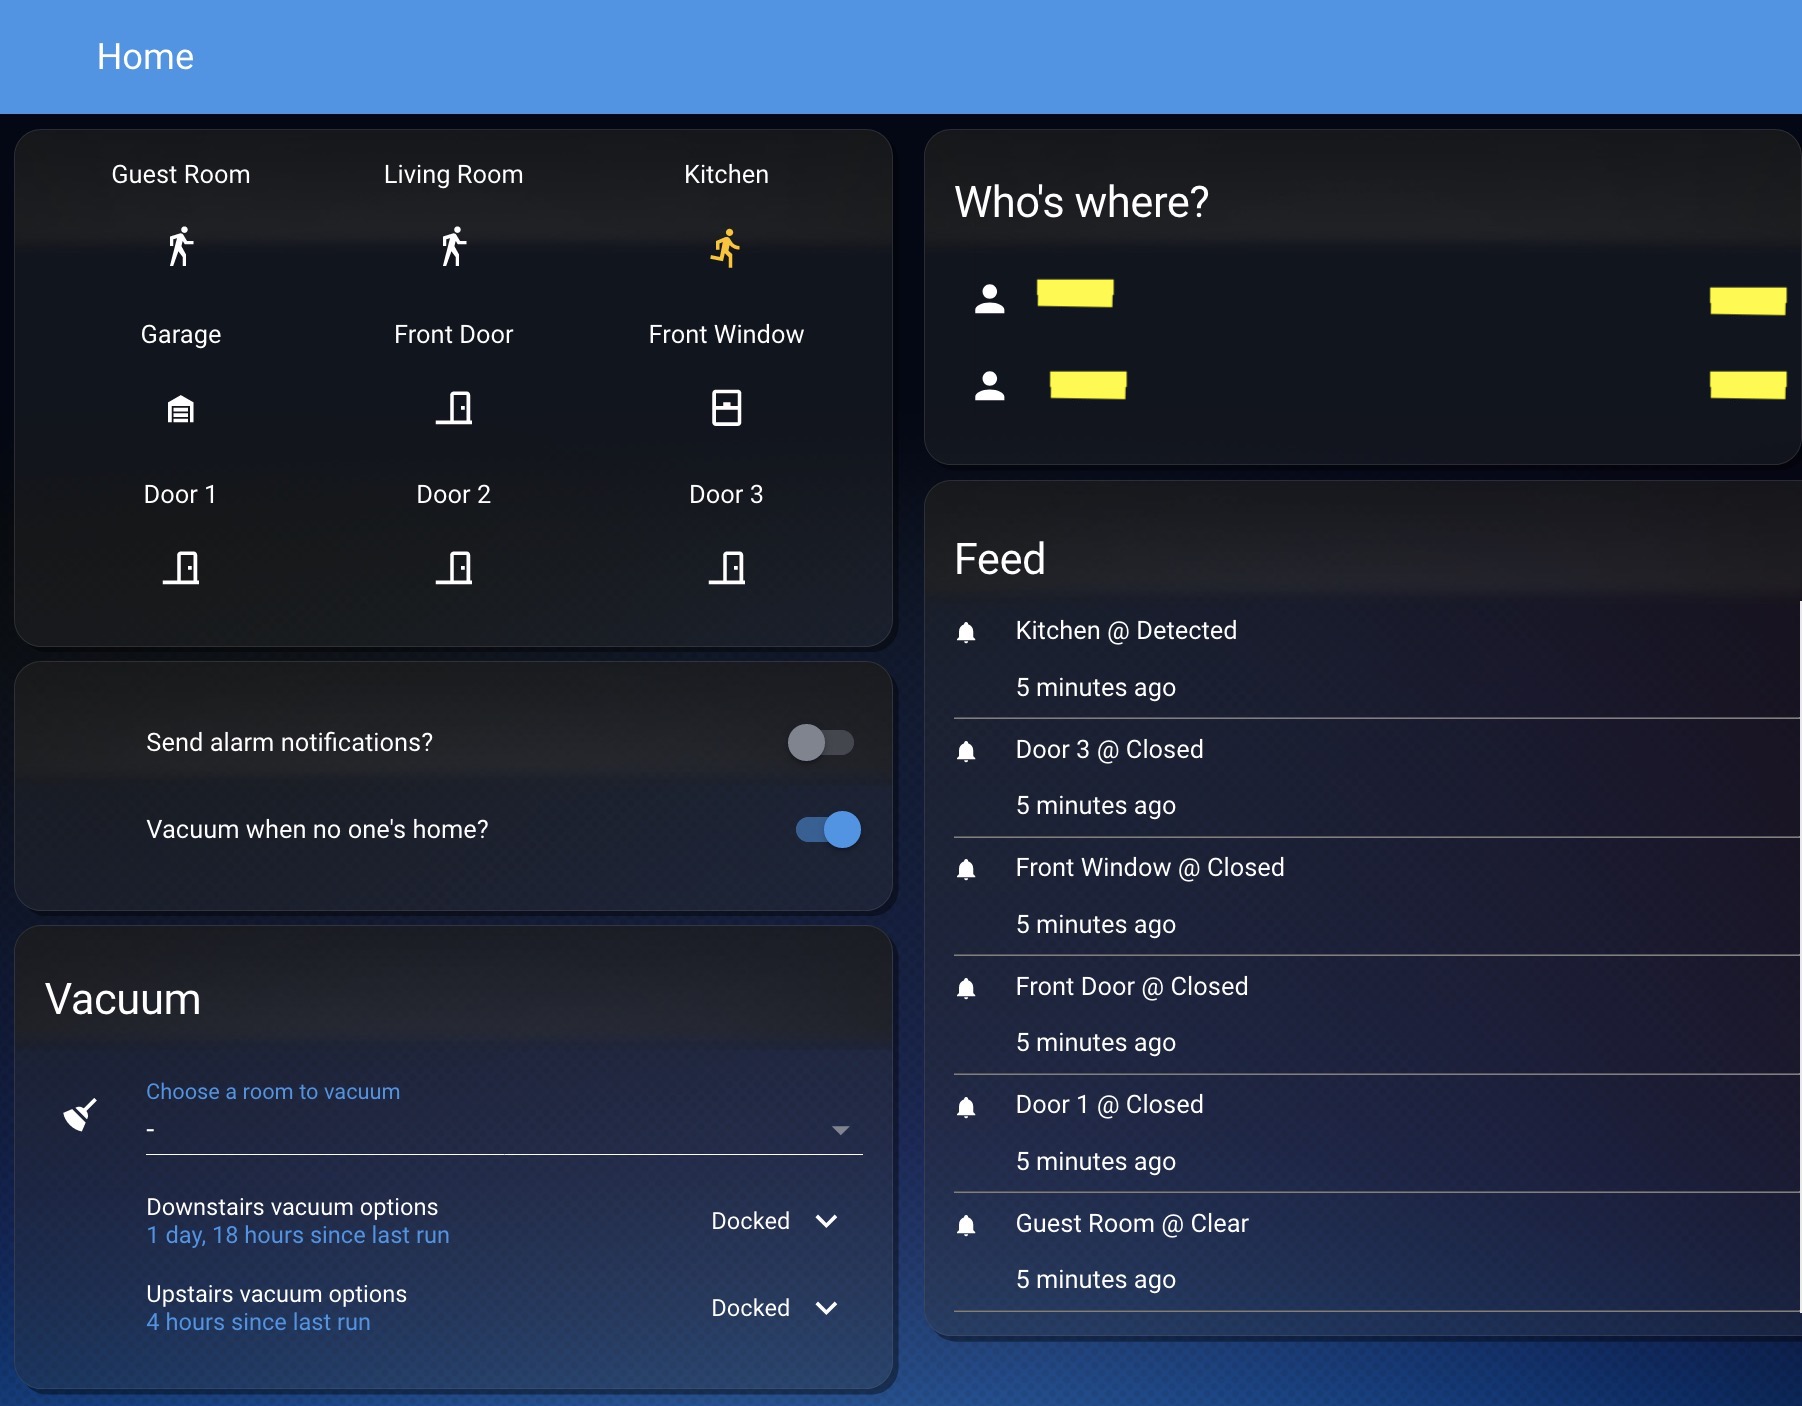 Home
Guest Room Living Room Kitchen
Garage Front Door Front Window
Door 1 Door 2 Door 3
Send alarm notifications?
Vacuum when no one's home?
Vacuum
Choose a room to vacuum
-
Downstairs vacuum options Docked
1 day, 18 hours since last run
Upstairs vacuum options Docked
4 hours since last run
Who's where?
Feed
Kitchen @ Detected
5 minutes ago
Door 3 @ Closed
5 minutes ago
Front Window @ Closed
5 minutes ago
Front Door @ Closed
5 minutes ago
Door 1 @ Closed
5 minutes ago
Guest Room @ Clear
5 minutes ago